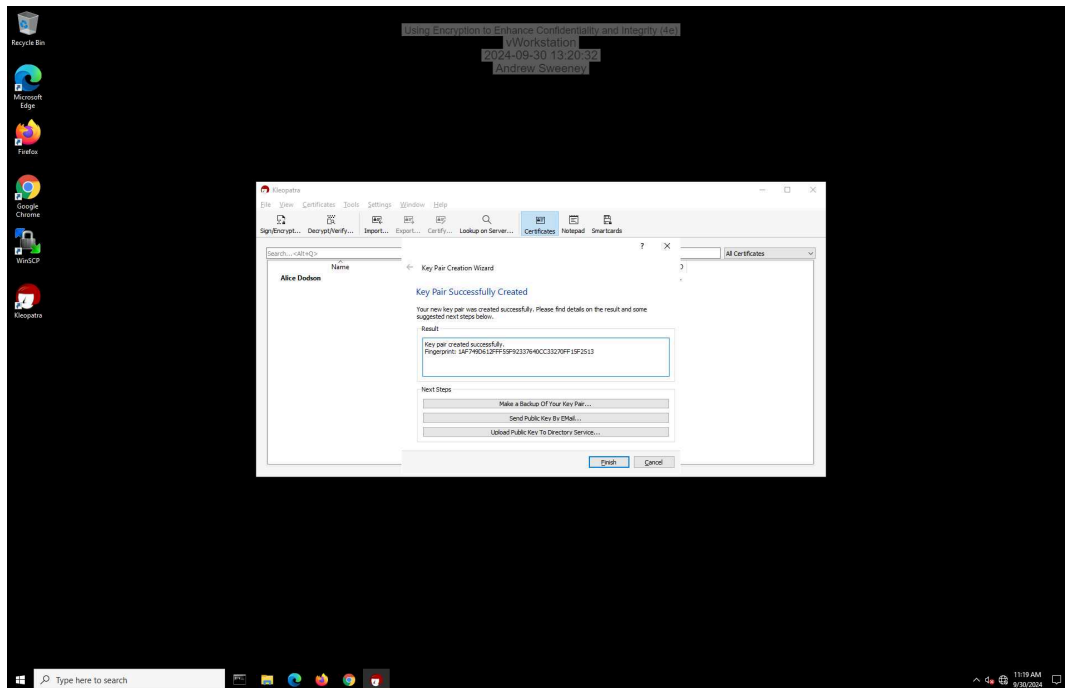 Using Encryption to Enhance Confidentiality and Integrity (4e)
vWorkstation
2024-09-30 13:20:32
Andrew Sweeney
Recycle Bin
Microsoft
Edge
Firefox
Google
Chrome
WinSCP
Kleopatra
Kleopatra
File View Certificates Tools Settings Window Help
Sign/Encrypt... Decrypt/Verify... Import... Export... Certify... Lookup on Server... Certificates Notepad Smartcards
Search...<Alt+Q>
All Certificates
Name
Alice Dodson
? 
Key Pair Creation Wizard
Key Pair Successfully Created
Your new key pair was created successfully. Please find details on the result and some
suggested next steps below.
Result
Key pair created successfully.
Fingerprint: 1AF749D612FFF55F92337640CC33270FF15F2513
Next Steps
Make a Backup Of Your Key Pair...
Send Public Key By EMail...
Upload Public Key To Directory Service...
Finish Cancel
Type here to search
11:19 AM
9/30/2024